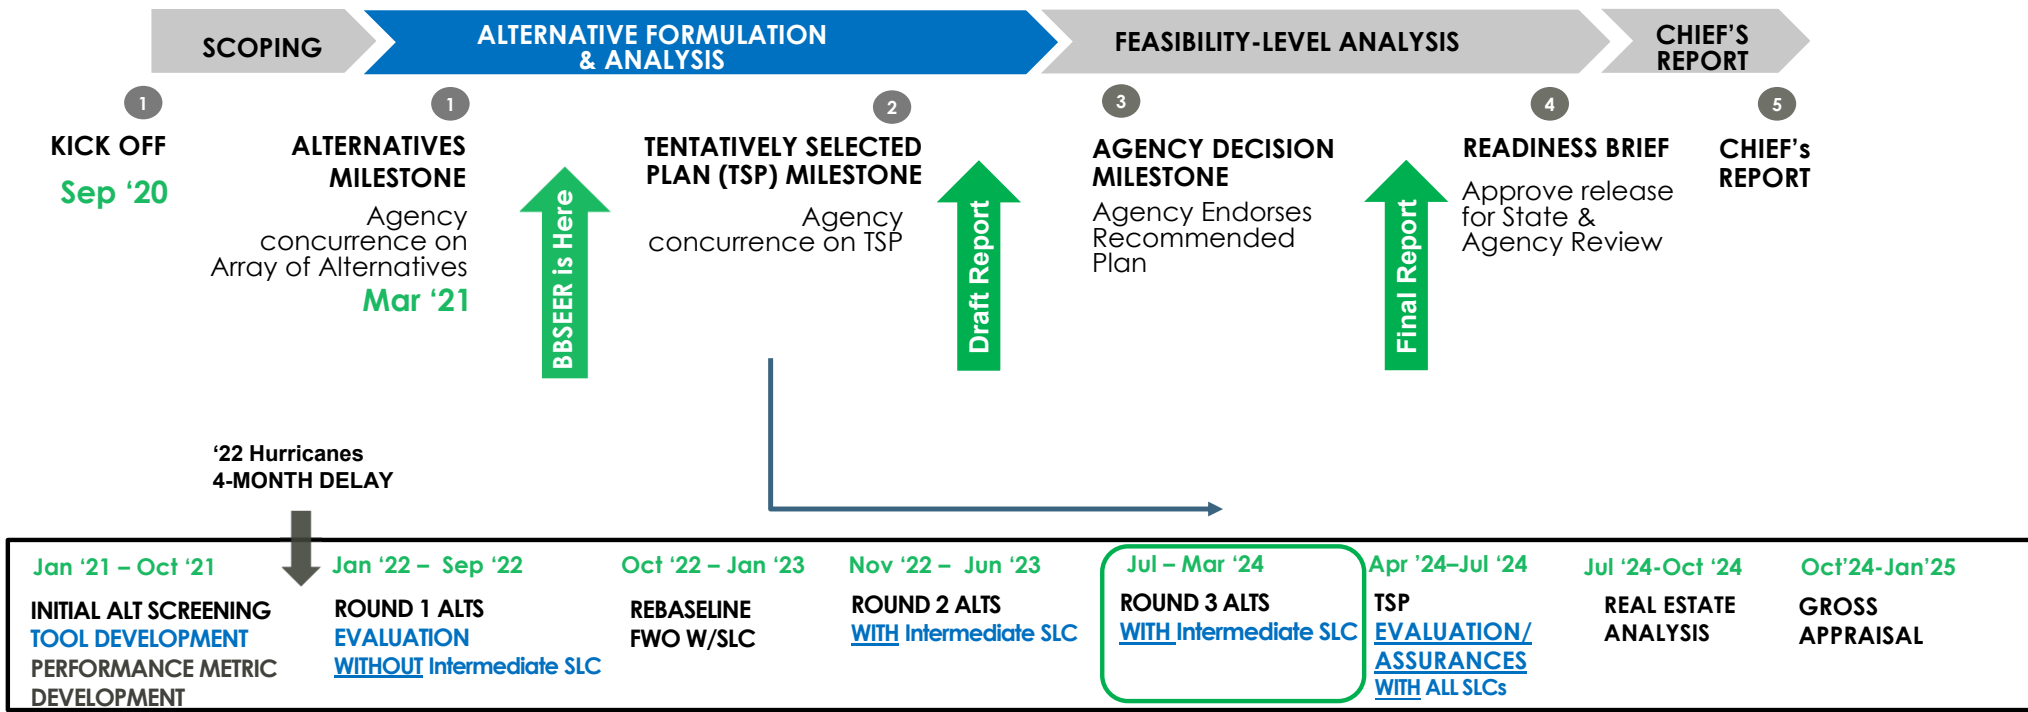 SCOPING
ALTERNATIVE FORMULATION
& ANALYSIS
FEASIBILITY-LEVEL ANALYSIS
CHIEF'S
REPORT
1
KICK OFF
Sep ‘20
1
ALTERNATIVES
MILESTONE
Agency
concurrence on
Array of Alternatives
Mar ‘21
BBSEER is Here
2
TENTATIVELY SELECTED
PLAN (TSP) MILESTONE
Agency
concurrence on TSP
Draft Report
3
AGENCY DECISION
MILESTONE
Agency Endorses
Recommended
Plan
Final Report
4
READINESS BRIEF
Approve release
for State &
Agency Review
5
CHIEF's
REPORT
‘22 Hurricanes
4-MONTH DELAY
Jan ‘21 – Oct ‘21
INITIAL ALT SCREENING
TOOL DEVELOPMENT
PERFORMANCE METRIC
DEVELOPMENT
Jan ‘22 – Sep ‘22
ROUND 1 ALTS
EVALUATION
WITHOUT Intermediate SLC
Oct ‘22 – Jan ‘23
REBASELINE
FWO W/SLC
Nov ‘22 – Jun ‘23
ROUND 2 ALTS
WITH Intermediate SLC
Jul – Mar ‘24
ROUND 3 ALTS
WITH Intermediate SLC
Apr ’24–Jul ‘24
TSP
EVALUATION/
ASSURANCES
WITH ALL SLCs
Jul ‘24-Oct ‘24
REAL ESTATE
ANALYSIS
Oct’24-Jan’25
GROSS
APPRAISAL